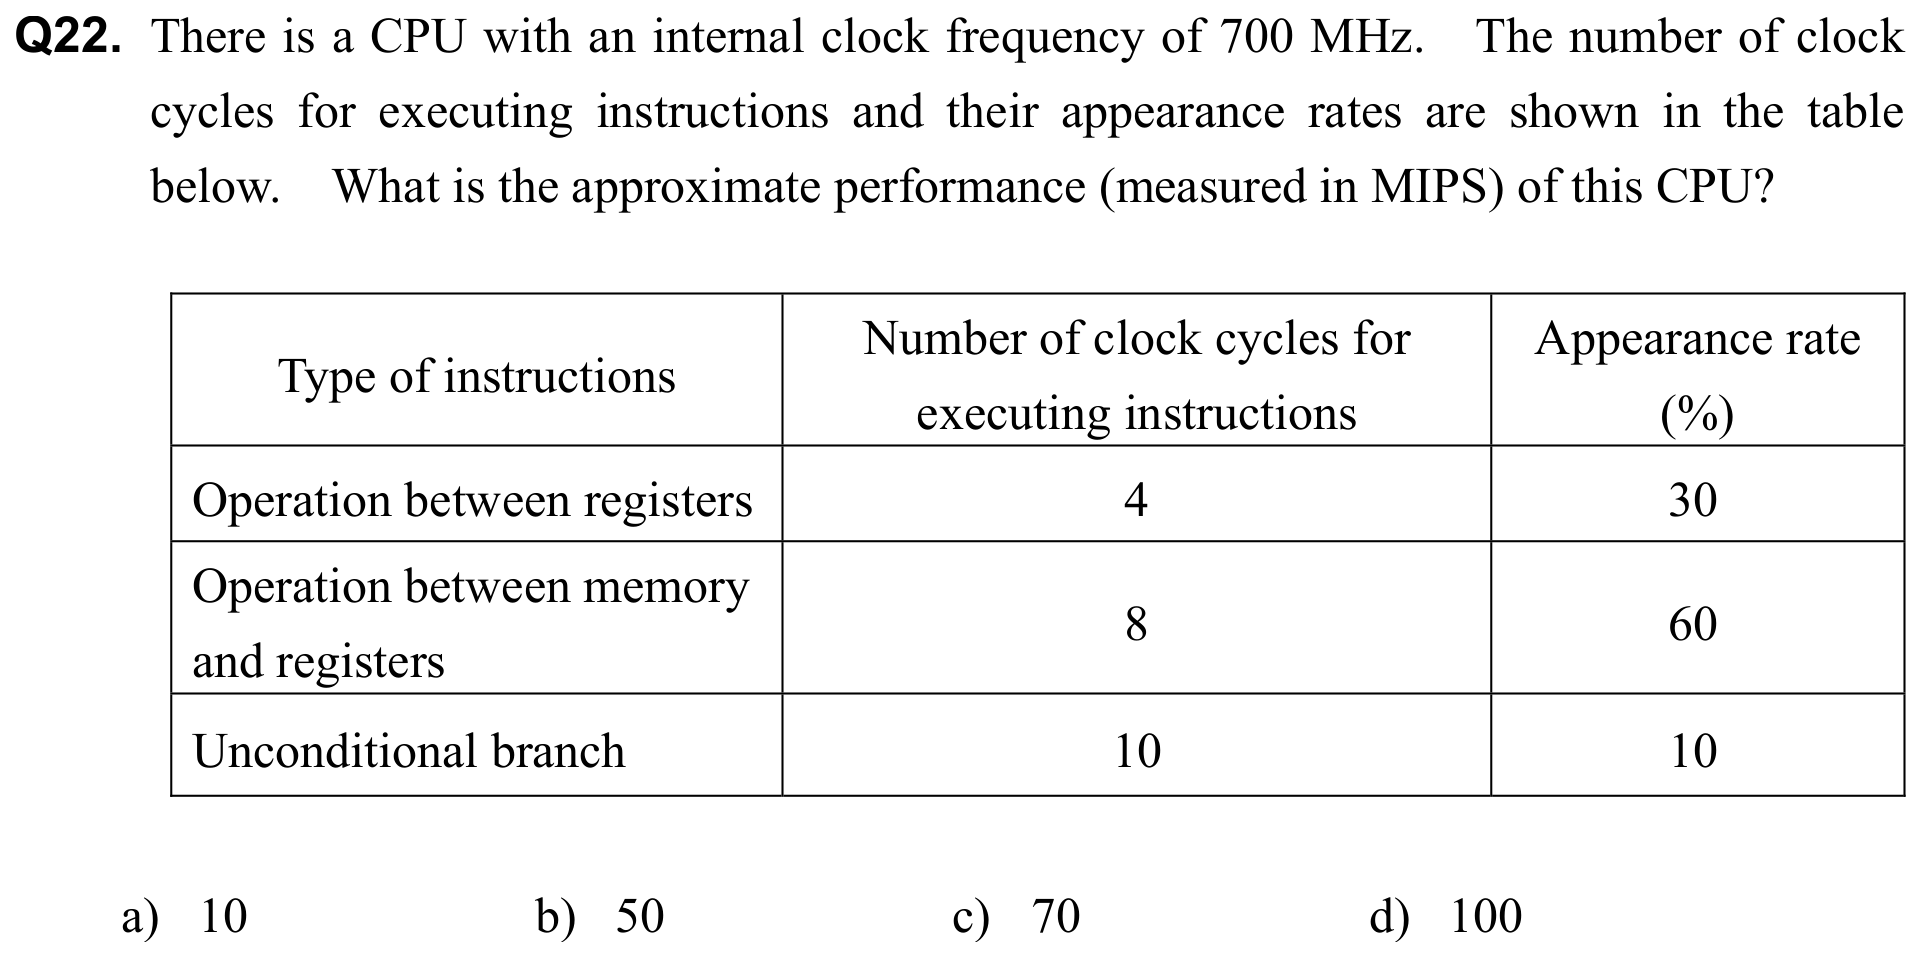 Q22. There is a CPU with an internal clock frequency of 700 MHz. The number of clock
cycles for executing instructions and their appearance rates are shown in the table
below. What is the approximate performance (measured in MIPS) of this CPU?
Type of instructions
Number of clock cycles for
executing instructions
Appearance rate
(%)
Operation between registers 4 30
Operation between memory
and registers
8 60
Unconditional branch 10 10
a) 10 b) 50 c) 70 d) 100